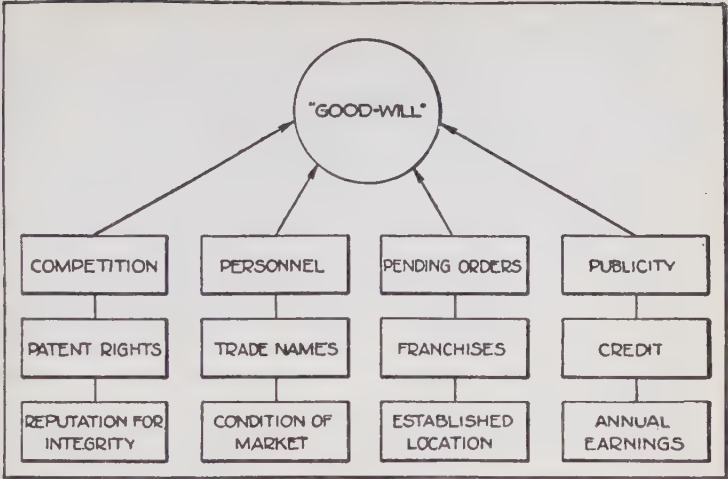 "GOOD-WILL"
COMPETITION
PERSONNEL
PENDING ORDERS
PUBLICITY
PATENT RIGHTS
TRADE NAMES
FRANCHISES
CREDIT
REPUTATION FOR
INTEGRITY
CONDITION OF
MARKET
ESTABLISHED
LOCATION
ANNUAL
EARNINGS